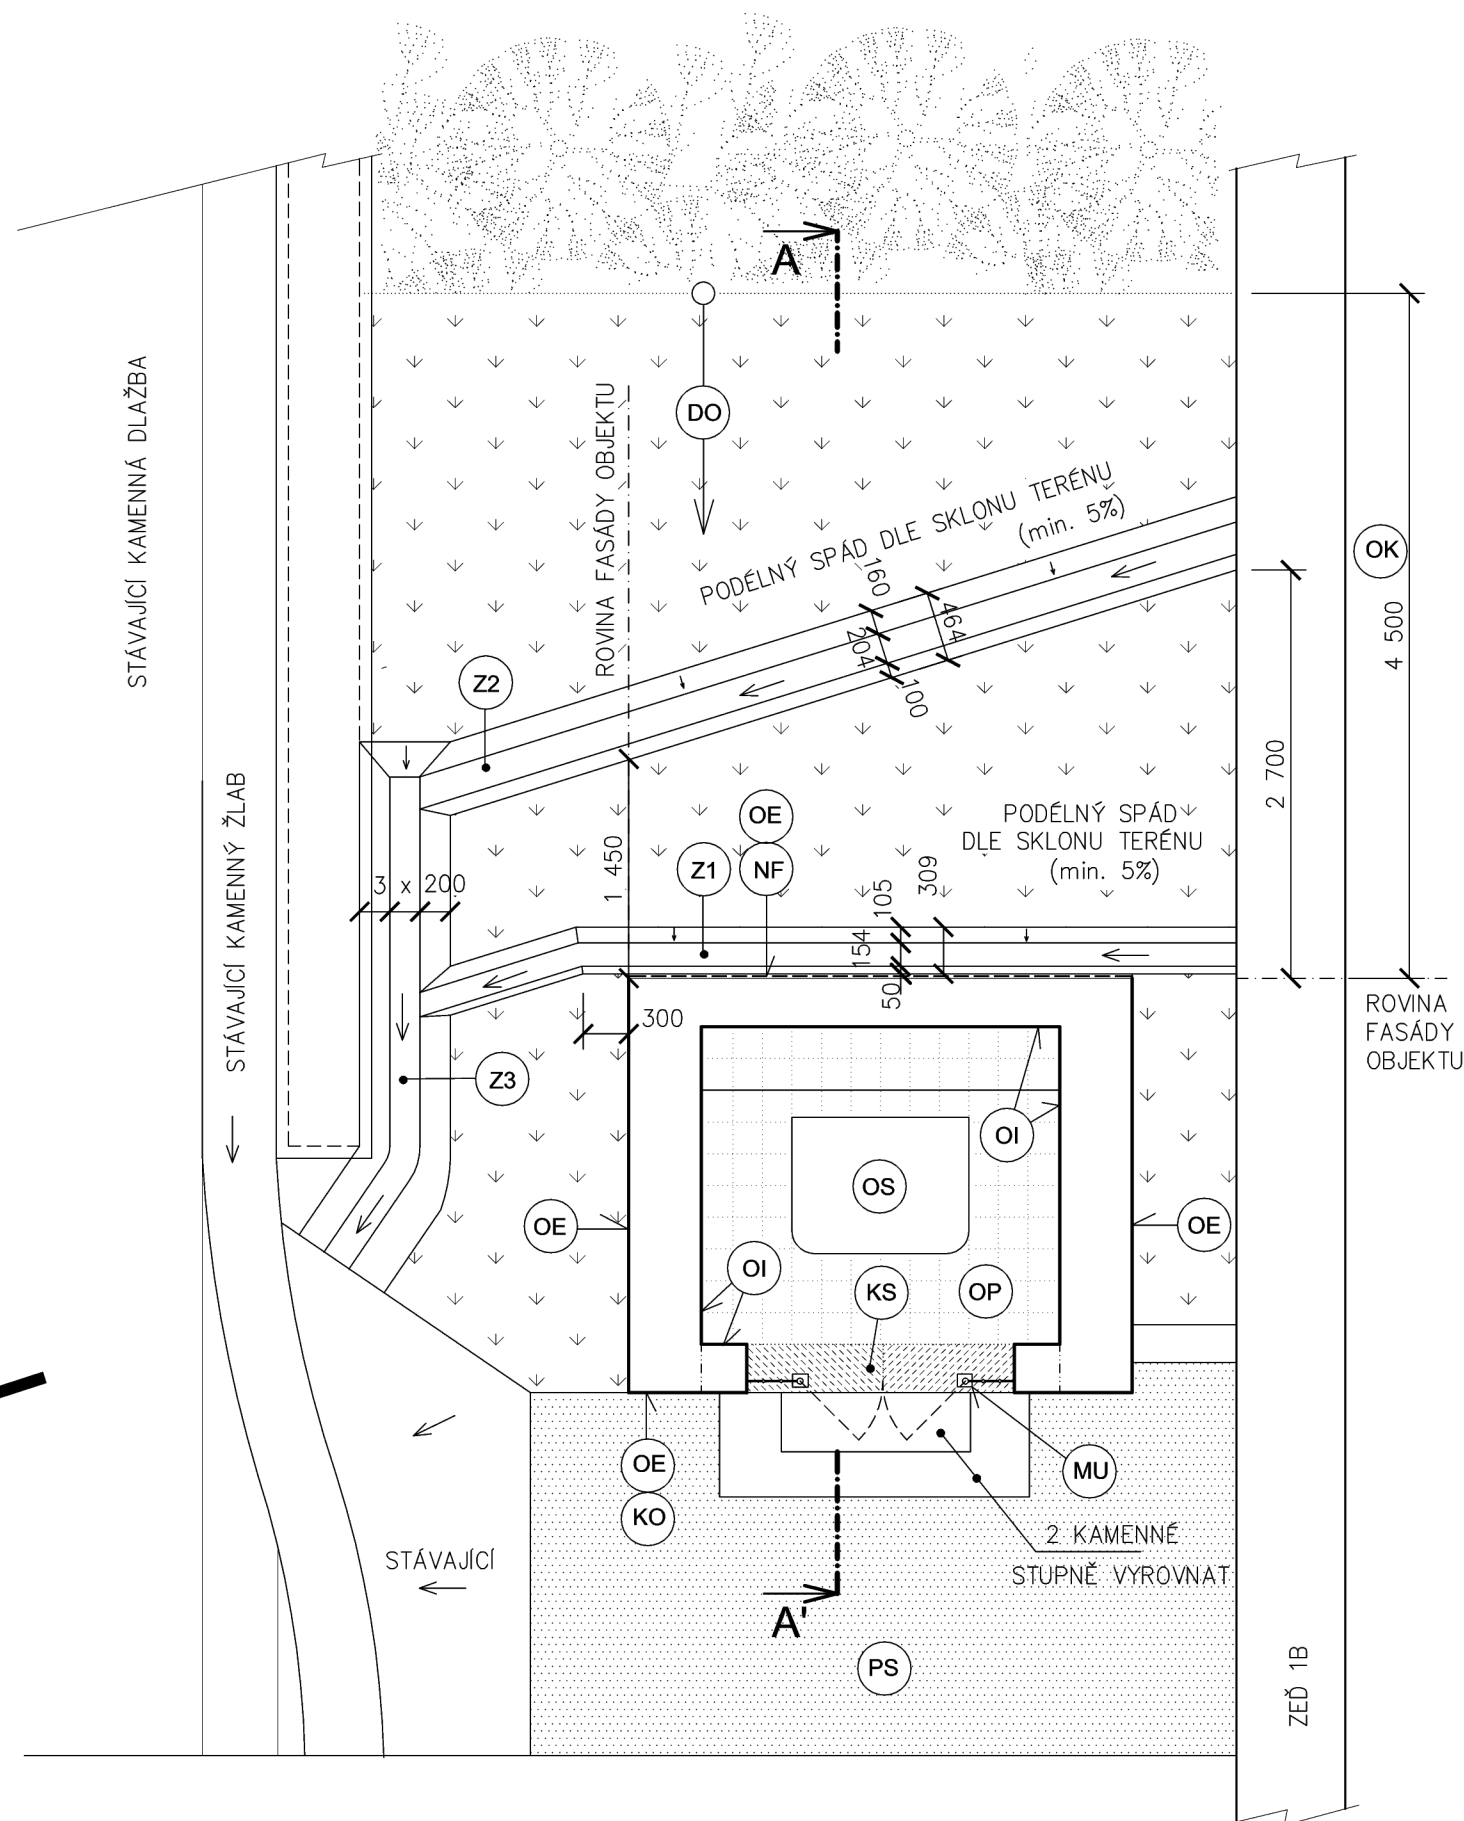 A
STÁVAJÍCÍ KAMENNÁ DLAŽBA
ROVINA FASÁDY OBJEKTU
DO
PODÉLNÝ SPÁD DLE SKLONU TERÉNU
(min. 5%)
OK
4 500
160
464
204
100
Z2
2 700
STÁVAJÍCÍ KAMENNÝ ŽLAB
OE
NF
Z1
1 450
PODÉLNÝ SPÁD
DLE SKLONU TERÉNU
(min. 5%)
3 x 200
309
105
154
50
300
ROVINA
FASÁDY
OBJEKTU
Z3
OI
OS
OE
OE
OI
KS
OP
OE
KO
MU
2 KAMENNÉ
STUPNĚ VYROVNAT
STÁVAJÍCÍ
A'
PS
ZEĎ 1B